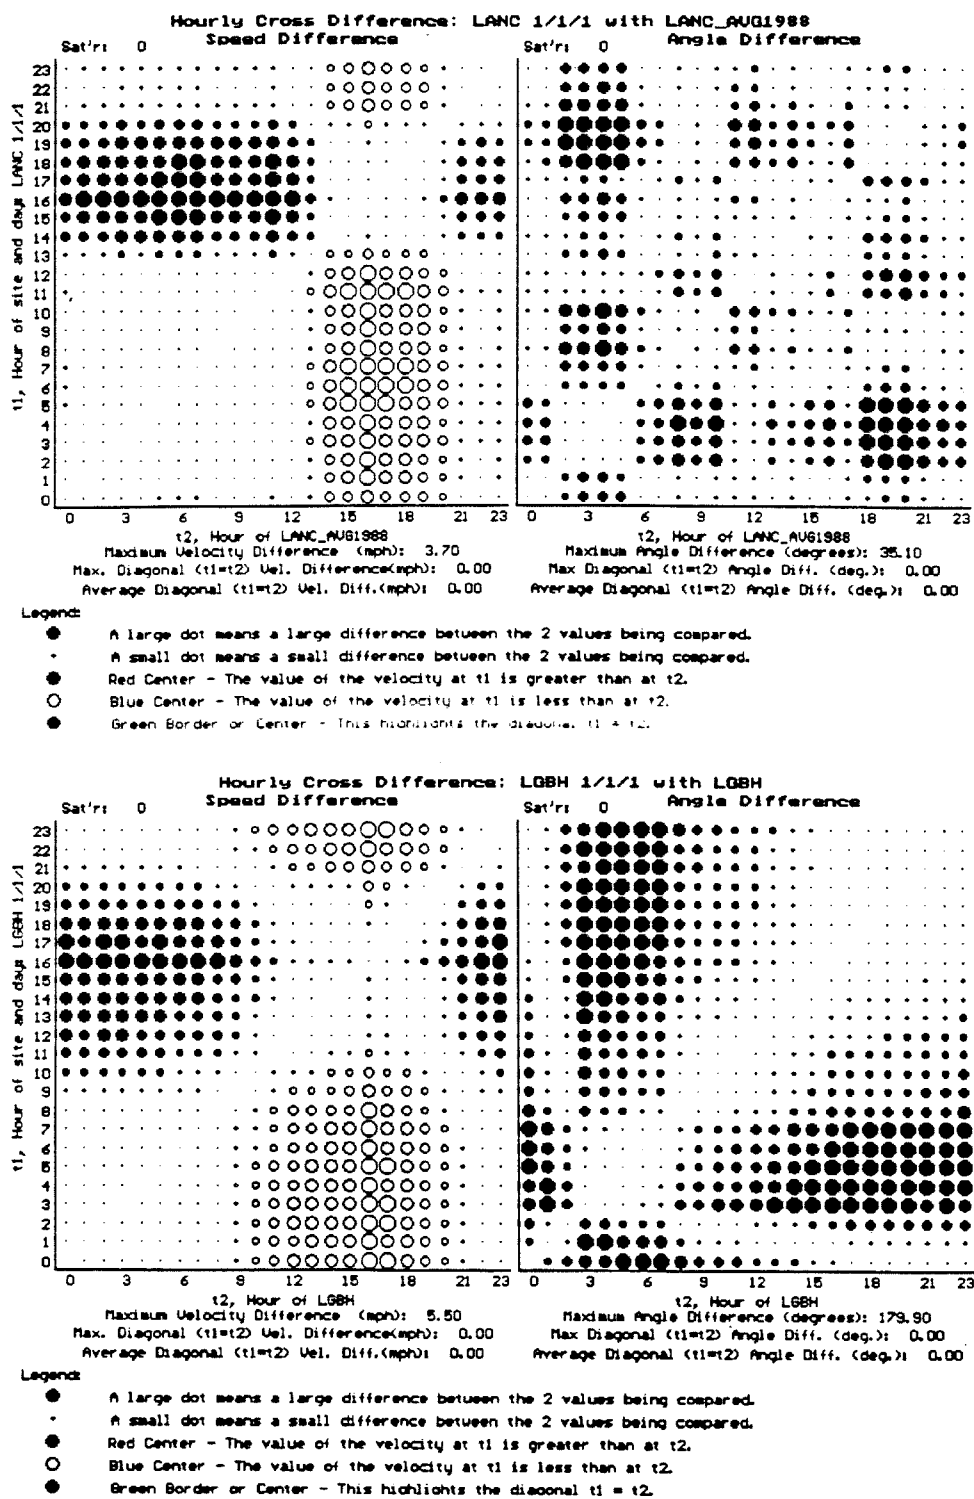 Hourly Cross Difference: LANC 1/1/1 with LANC_AVG1988
Sat'r: 0 Speed Difference Sat'r: 0 Angle Difference
23
22
21
20
19
18
17
16
15
14
13
12
11
10
9
8
7
6
5
4
3
2
1
0
t1, Hour of site and days LANC 1/1/1
0 3 6 9 12 15 18 21 23 0 3 6 9 12 15 18 21 23
t2, Hour of LANC_AVG1988 t2, Hour of LANC_AVG1988
Maximum Velocity Difference (mph): 3.70 Maximum Angle Difference (degrees): 35.10
Max. Diagonal (t1=t2) Vel. Difference(mph): 0.00 Max Diagonal (t1=t2) Angle Diff. (deg.): 0.00
Average Diagonal (t1=t2) Vel. Diff.(mph): 0.00 Average Diagonal (t1=t2) Angle Diff. (deg.): 0.00
Legend:
A large dot means a large difference between the 2 values being compared.
A small dot means a small difference between the 2 values being compared.
Red Center - The value of the velocity at t1 is greater than at t2.
Blue Center - The value of the velocity at t1 is less than at t2.
Green Border or Center - This highlights the diagonal t1 = t2.
Hourly Cross Difference: LGBH 1/1/1 with LGBH
Sat'r: 0 Speed Difference Sat'r: 0 Angle Difference
23
22
21
20
19
18
17
16
15
14
13
12
11
10
9
8
7
6
5
4
3
2
1
0
t1, Hour of site and days LGBH 1/1/1
0 3 6 9 12 15 18 21 23 0 3 6 9 12 15 18 21 23
t2, Hour of LGBH t2, Hour of LGBH
Maximum Velocity Difference (mph): 5.50 Maximum Angle Difference (degrees): 179.90
Max. Diagonal (t1=t2) Vel. Difference(mph): 0.00 Max Diagonal (t1=t2) Angle Diff. (deg.): 0.00
Average Diagonal (t1=t2) Vel. Diff.(mph): 0.00 Average Diagonal (t1=t2) Angle Diff. (deg.): 0.00
Legend:
A large dot means a large difference between the 2 values being compared.
A small dot means a small difference between the 2 values being compared.
Red Center - The value of the velocity at t1 is greater than at t2.
Blue Center - The value of the velocity at t1 is less than at t2.
Green Border or Center - This highlights the diagonal t1 = t2.